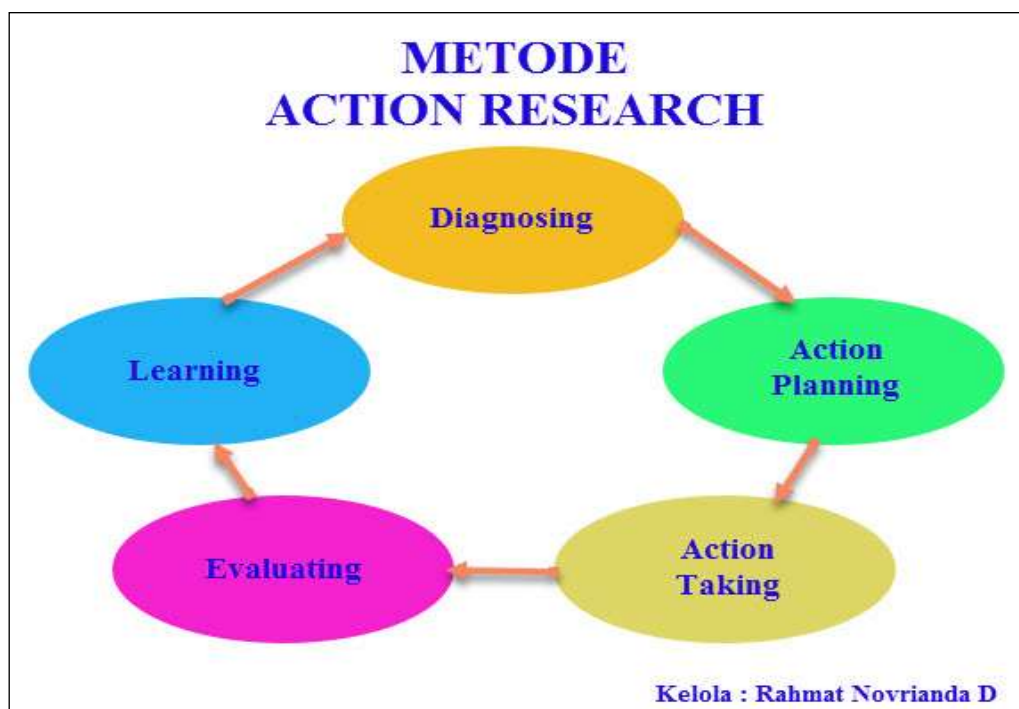 METODE
ACTION RESEARCH
Diagnosing
Action
Planning
Action
Taking
Evaluating
Learning
Kelola : Rahmat Novrianda D